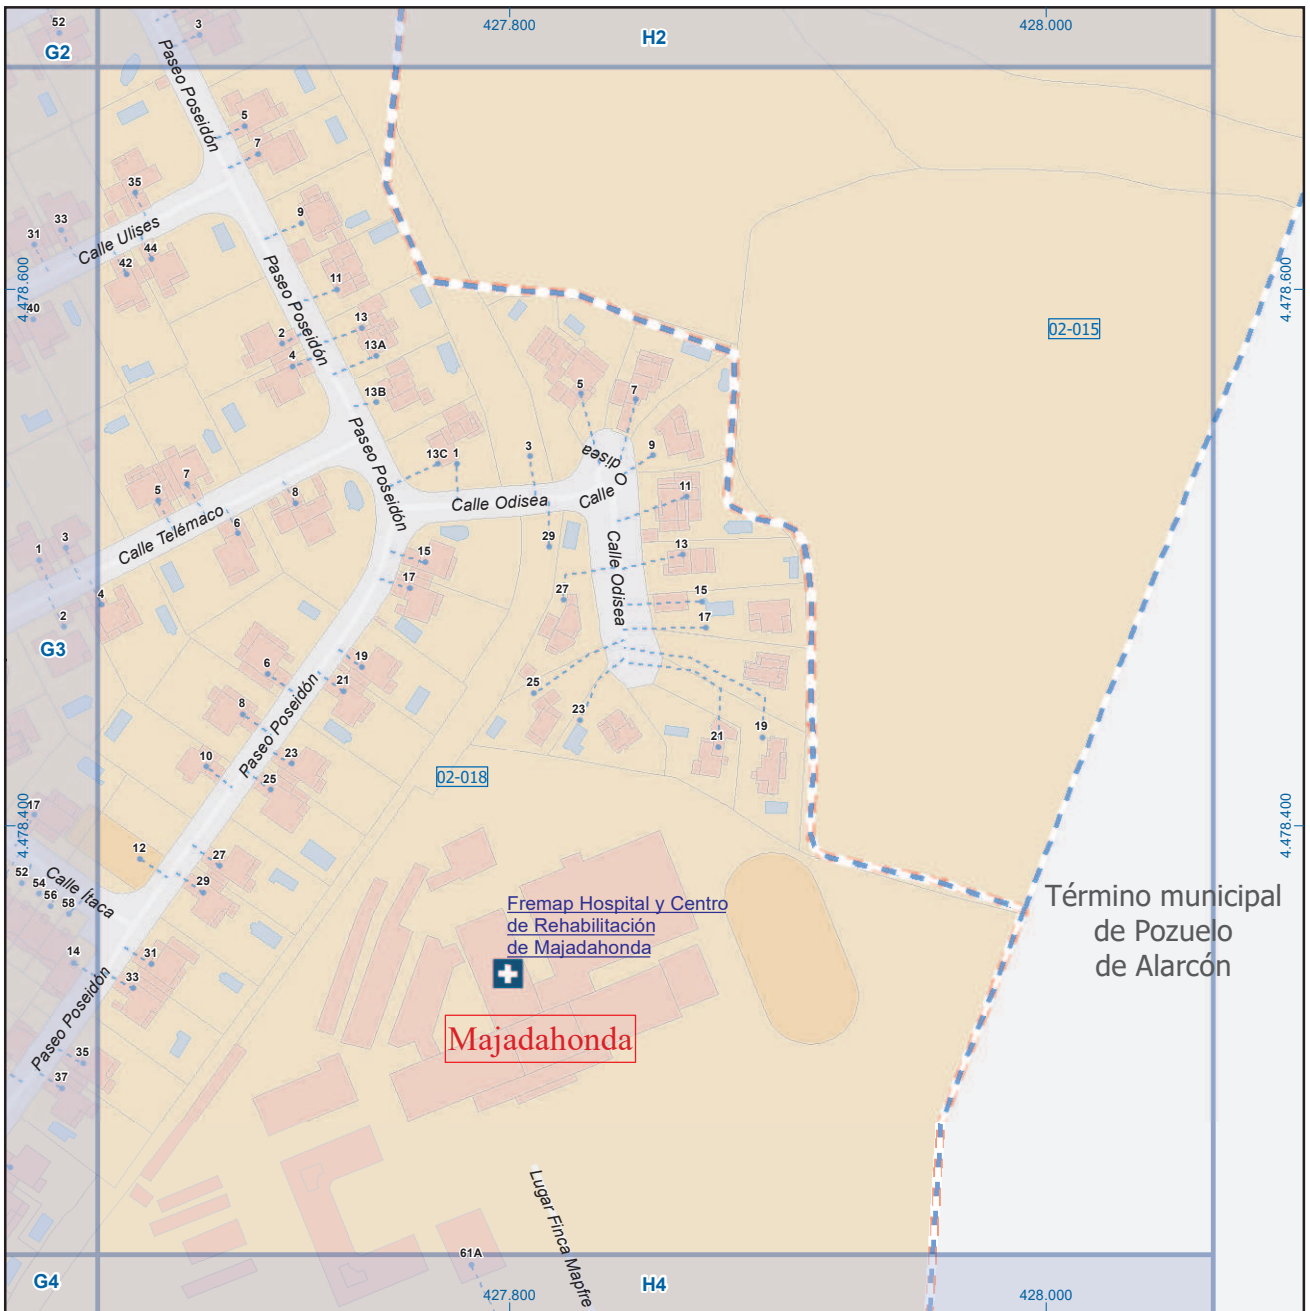 52
3
427.800
428.000
G2
H2
Paseo Poseidón
5
7
35
33
31
9
44
42
Calle Ulises
11
4.478.600
4.478.600
40
Paseo Poseidón
13
2
13A
4
02-015
13B
5
7
Paseo Poseidón
13C
1
3
9
Calle Odisea
Calle Odisea
7
5
8
11
6
Calle Telémaco
29
13
3
1
15
17
Calle Odisea
27
15
4
2
17
G3
6
19
21
25
8
Paseo Poseidón
23
19
21
10
23
25
02-018
17
4.478.400
4.478.400
12
27
29
52
54
56
58
Calle Ítaca
Fremap Hospital y Centro
de Rehabilitación
de Majadahonda
Término municipal
de Pozuelo
de Alarcón
14
31
33
Paseo Poseidón
Majadahonda
35
37
Lugar Finca Mapfre
61A
G4
H4
427.800
428.000